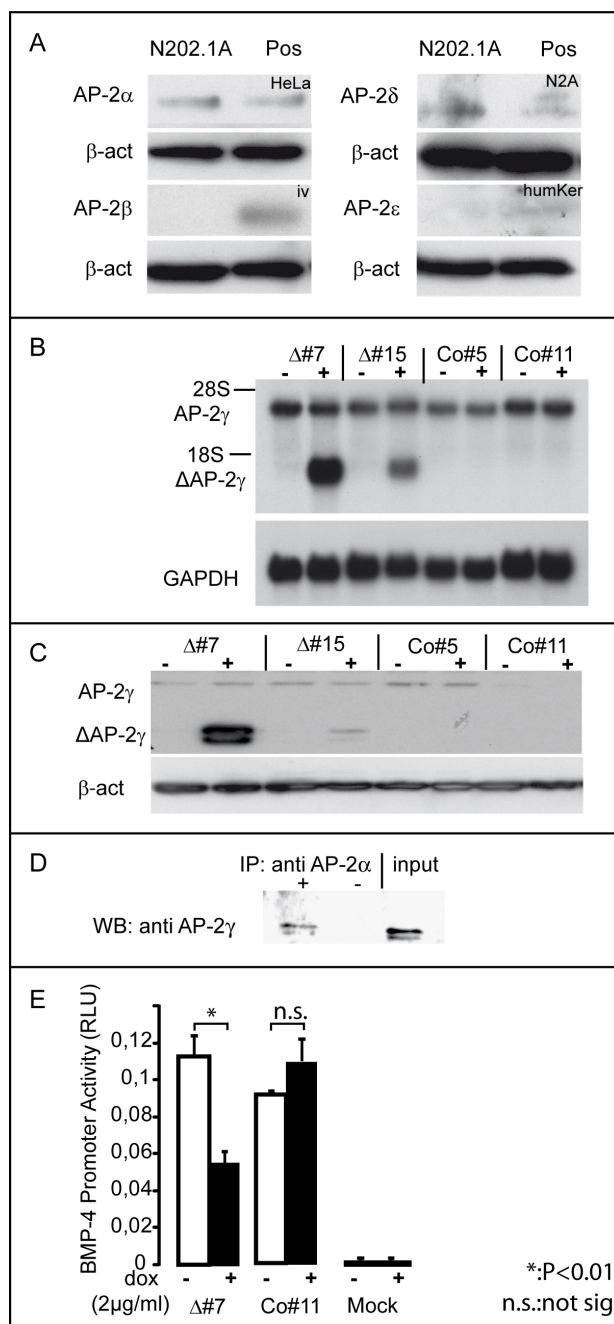 A
N202.1A Pos
HeLa
AP-2α
β-act
iv
AP-2β
β-act
N202.1A Pos
N2A
AP-2δ
β-act
humKer
AP-2ε
β-act
B
Δ#7 Δ#15 Co#5 Co#11
- + - + - + - +
28S
AP-2γ
18S
ΔAP-2γ
GAPDH
C
Δ#7 Δ#15 Co#5 Co#11
- + - + - + - +
AP-2γ
ΔAP-2γ
β-act
D
IP: anti AP-2α input
+ -
WB: anti AP-2γ
E
BMP-4 Promoter Activity (RLU)
* n.s.
0,12
0,1
0,08
0,06
0,04
0,02
0
dox - + - + - +
(2µg/ml) Δ#7 Co#11 Mock
*:P<0.01
n.s.:not sig